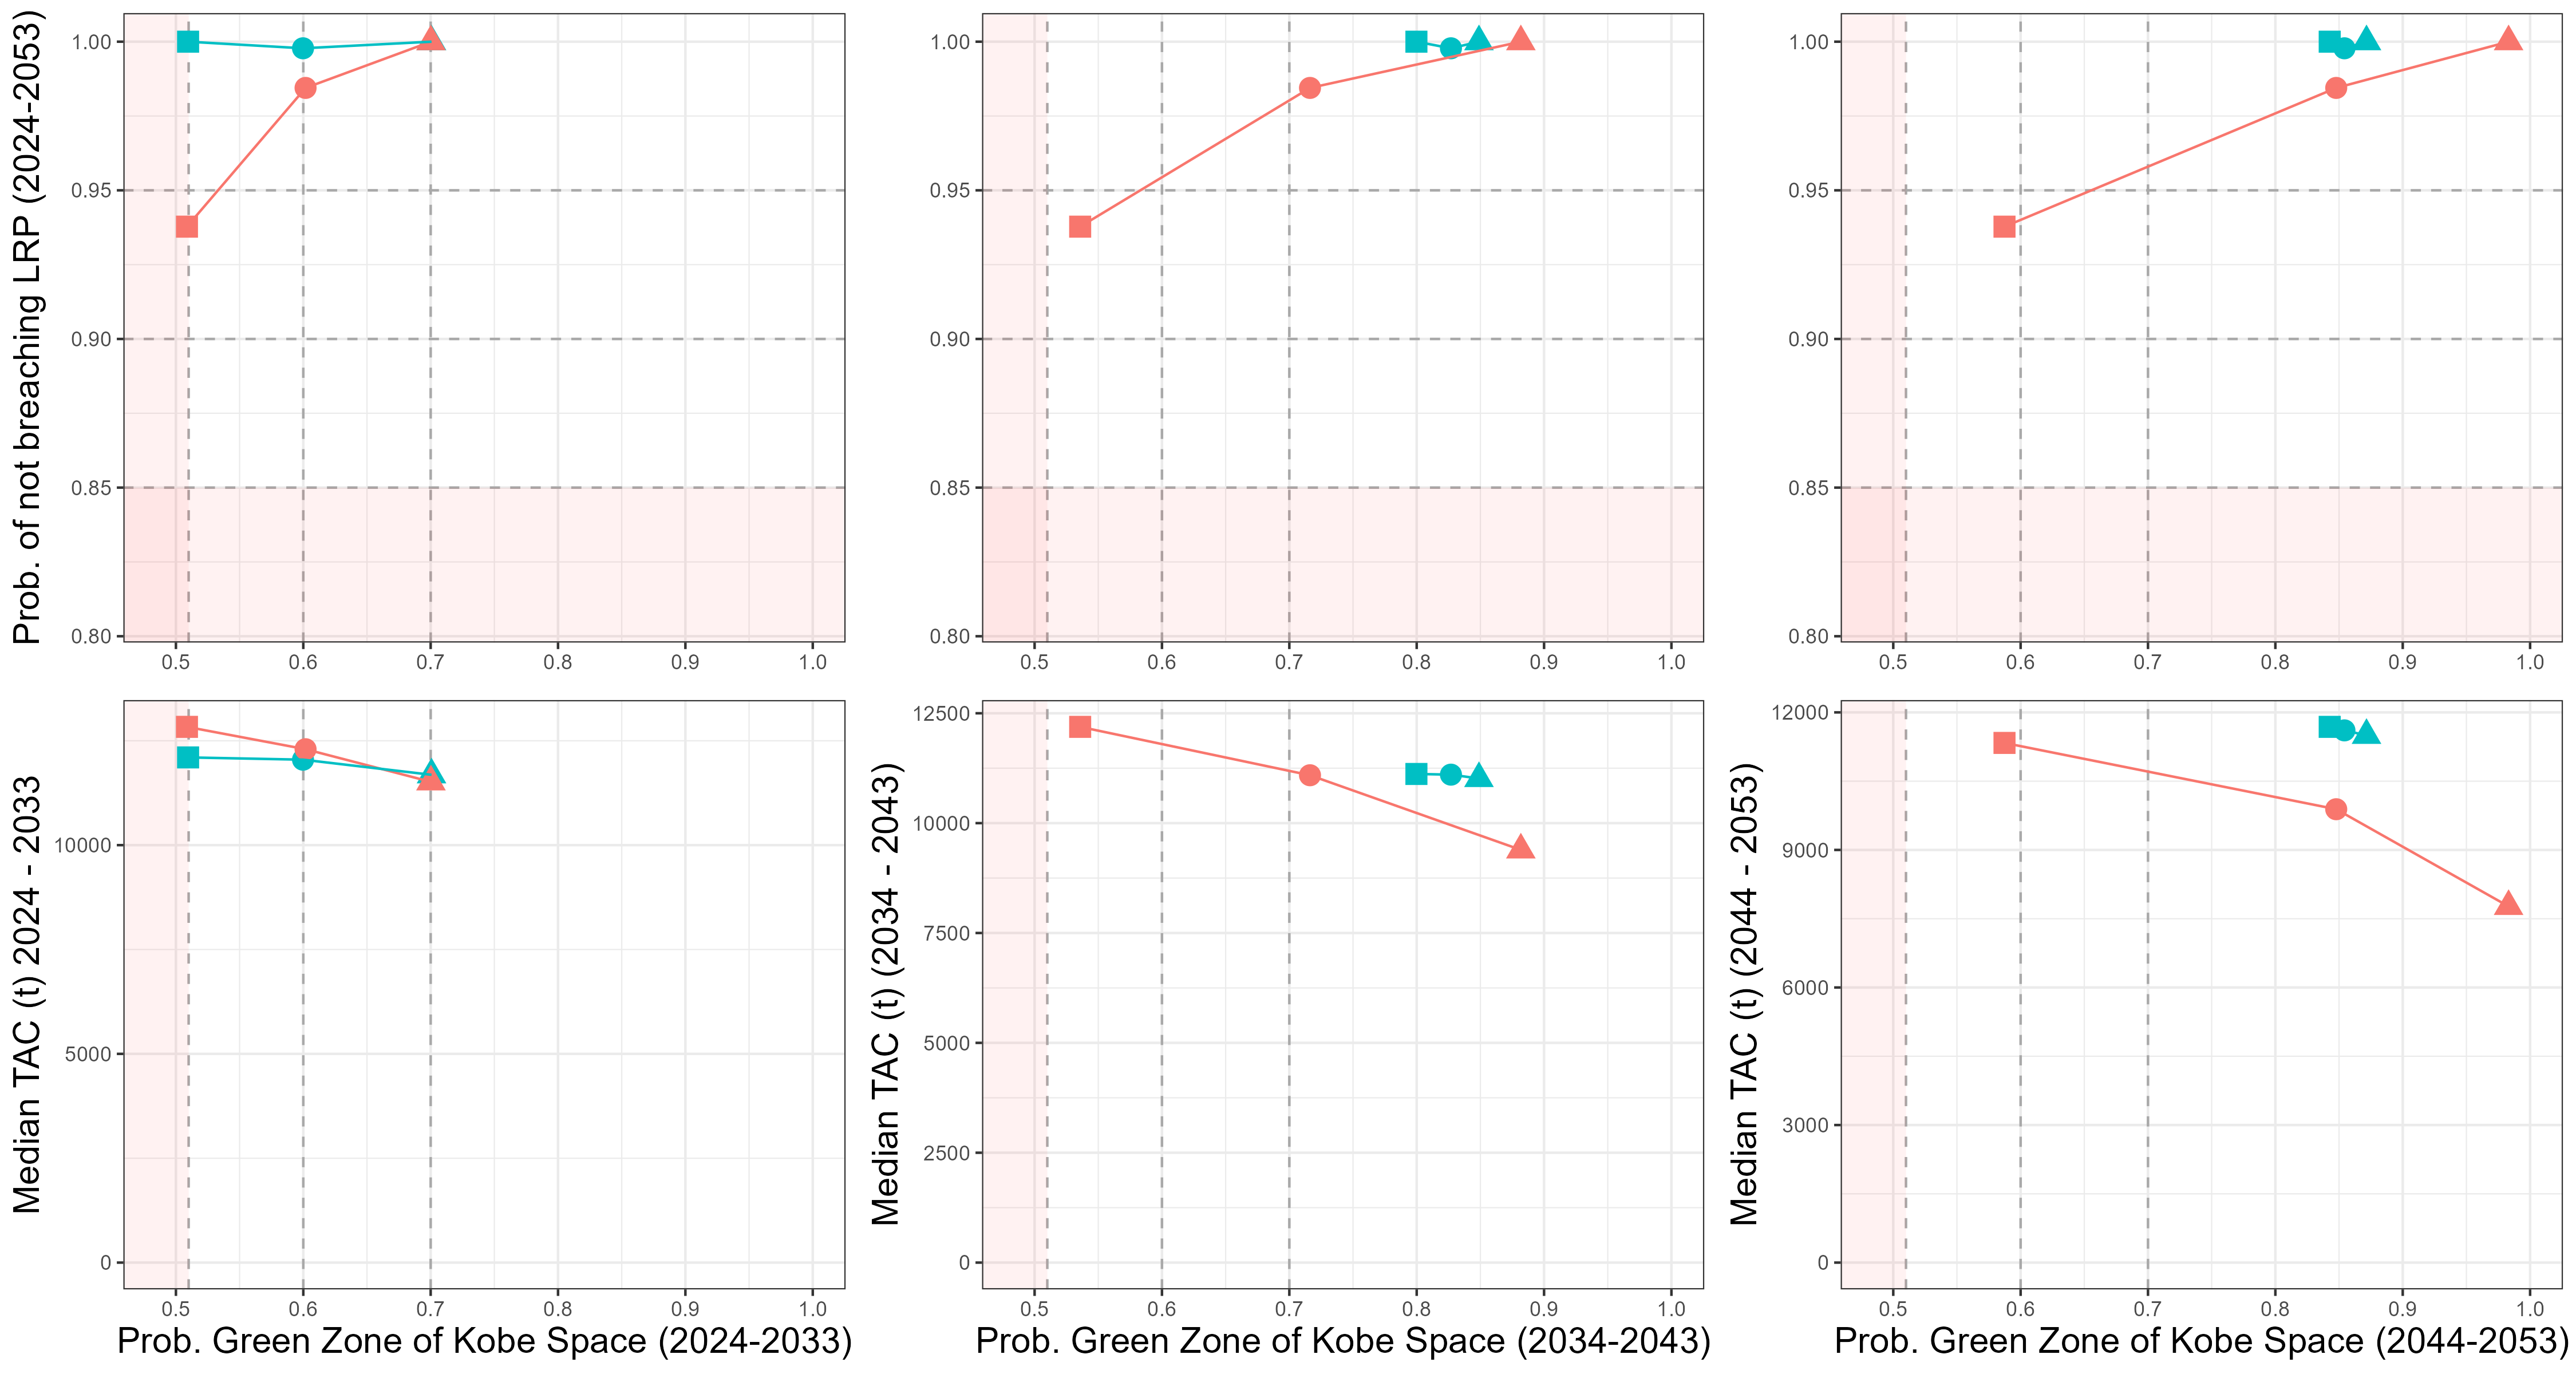 Prob. of not breaching LRP (2024-2053)
1.00
0.95
0.90
0.85
0.80
0.5 0.6 0.7 0.8 0.9 1.0
1.00
0.95
0.90
0.85
0.80
0.5 0.6 0.7 0.8 0.9 1.0
1.00
0.95
0.90
0.85
0.80
0.5 0.6 0.7 0.8 0.9 1.0
Median TAC (t) 2024 - 2033
10000
5000
0
0.5 0.6 0.7 0.8 0.9 1.0
Prob. Green Zone of Kobe Space (2024-2033)
Median TAC (t) (2034 - 2043)
12500
10000
7500
5000
2500
0
0.5 0.6 0.7 0.8 0.9 1.0
Prob. Green Zone of Kobe Space (2034-2043)
Median TAC (t) (2044 - 2053)
12000
9000
6000
3000
0
0.5 0.6 0.7 0.8 0.9 1.0
Prob. Green Zone of Kobe Space (2044-2053)